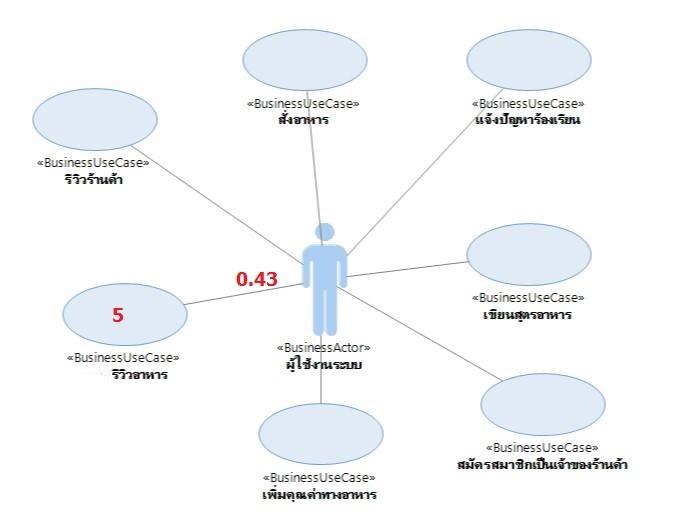 «BusinessUseCase»
สั่งอาหาร
«BusinessUseCase»
แจ้งปัญหาร้องเรียน
«BusinessUseCase»
รีวิวร้านค้า
0.43
5
«BusinessUseCase»
เขียนสูตรอาหาร
«BusinessActor»
ผู้ใช้งานระบบ
«BusinessUseCase»
รีวิวอาหาร
«BusinessUseCase»
สมัครสมาชิกเป็นเจ้าของร้านค้า
«BusinessUseCase»
เพิ่มคุณค่าทางอาหาร